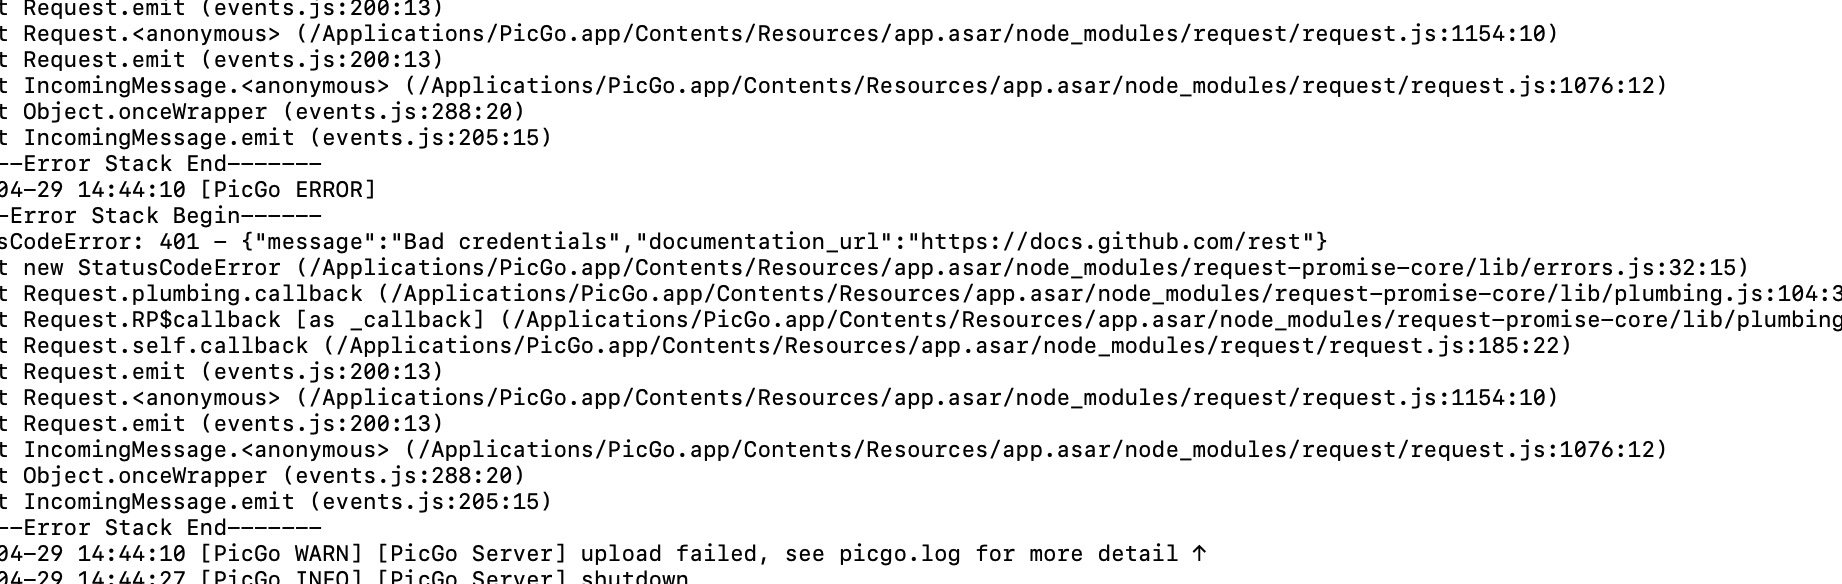 t Request.emit (events.js:200:13)
t Request.<anonymous> (/Applications/PicGo.app/Contents/Resources/app.asar/node_modules/request/request.js:1154:10)
t Request.emit (events.js:200:13)
t IncomingMessage.<anonymous> (/Applications/PicGo.app/Contents/Resources/app.asar/node_modules/request/request.js:1076:12)
t Object.onceWrapper (events.js:288:20)
t IncomingMessage.emit (events.js:205:15)
--Error Stack End-------
04-29 14:44:10 [PicGo ERROR]
-Error Stack Begin------
sCodeError: 401 - {"message":"Bad credentials","documentation_url":"https://docs.github.com/rest"}
t new StatusCodeError (/Applications/PicGo.app/Contents/Resources/app.asar/node_modules/request-promise-core/lib/errors.js:32:15)
t Request.plumbing.callback (/Applications/PicGo.app/Contents/Resources/app.asar/node_modules/request-promise-core/lib/plumbing.js:104:3
t Request.RP$callback [as _callback] (/Applications/PicGo.app/Contents/Resources/app.asar/node_modules/request-promise-core/lib/plumbing
t Request.self.callback (/Applications/PicGo.app/Contents/Resources/app.asar/node_modules/request/request.js:185:22)
t Request.emit (events.js:200:13)
t Request.<anonymous> (/Applications/PicGo.app/Contents/Resources/app.asar/node_modules/request/request.js:1154:10)
t Request.emit (events.js:200:13)
t IncomingMessage.<anonymous> (/Applications/PicGo.app/Contents/Resources/app.asar/node_modules/request/request.js:1076:12)
t Object.onceWrapper (events.js:288:20)
t IncomingMessage.emit (events.js:205:15)
--Error Stack End-------
04-29 14:44:10 [PicGo WARN] [PicGo Server] upload failed, see picgo.log for more detail ↑
04-29 14:44:27 [PicGo INFO] [PicGo Server] shutdown